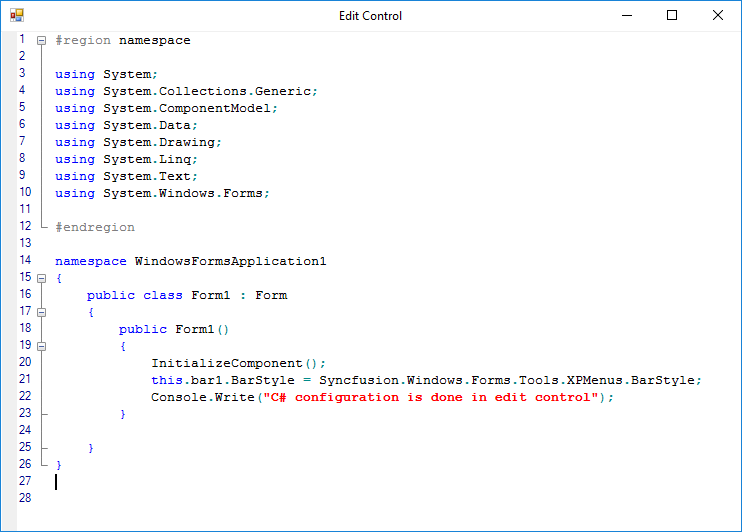 Edit Control
1 #region namespace
2
3 using System;
4 using System.Collections.Generic;
5 using System.ComponentModel;
6 using System.Data;
7 using System.Drawing;
8 using System.Linq;
9 using System.Text;
10 using System.Windows.Forms;
11
12 #endregion
13
14 namespace WindowsFormsApplication1
15 {
16     public class Form1 : Form
17     {
18         public Form1()
19         {
20             InitializeComponent();
21             this.bar1.BarStyle = Syncfusion.Windows.Forms.Tools.XPMenus.BarStyle;
22             Console.Write("C# configuration is done in edit control");
23         }
24
25     }
26 }
27
28